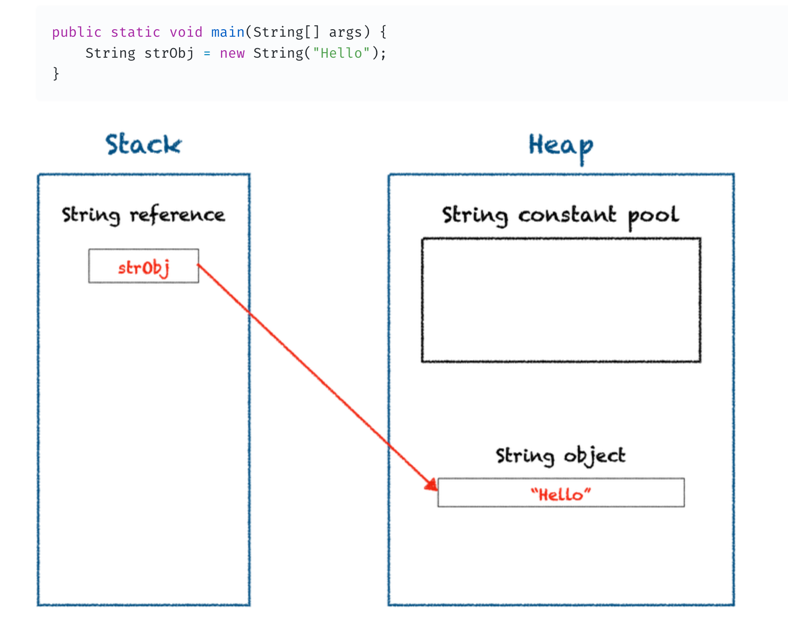 public static void main(String[] args) {
    String strObj = new String("Hello");
}
Stack
Heap
String reference
String constant pool
strObj
String object
"Hello"